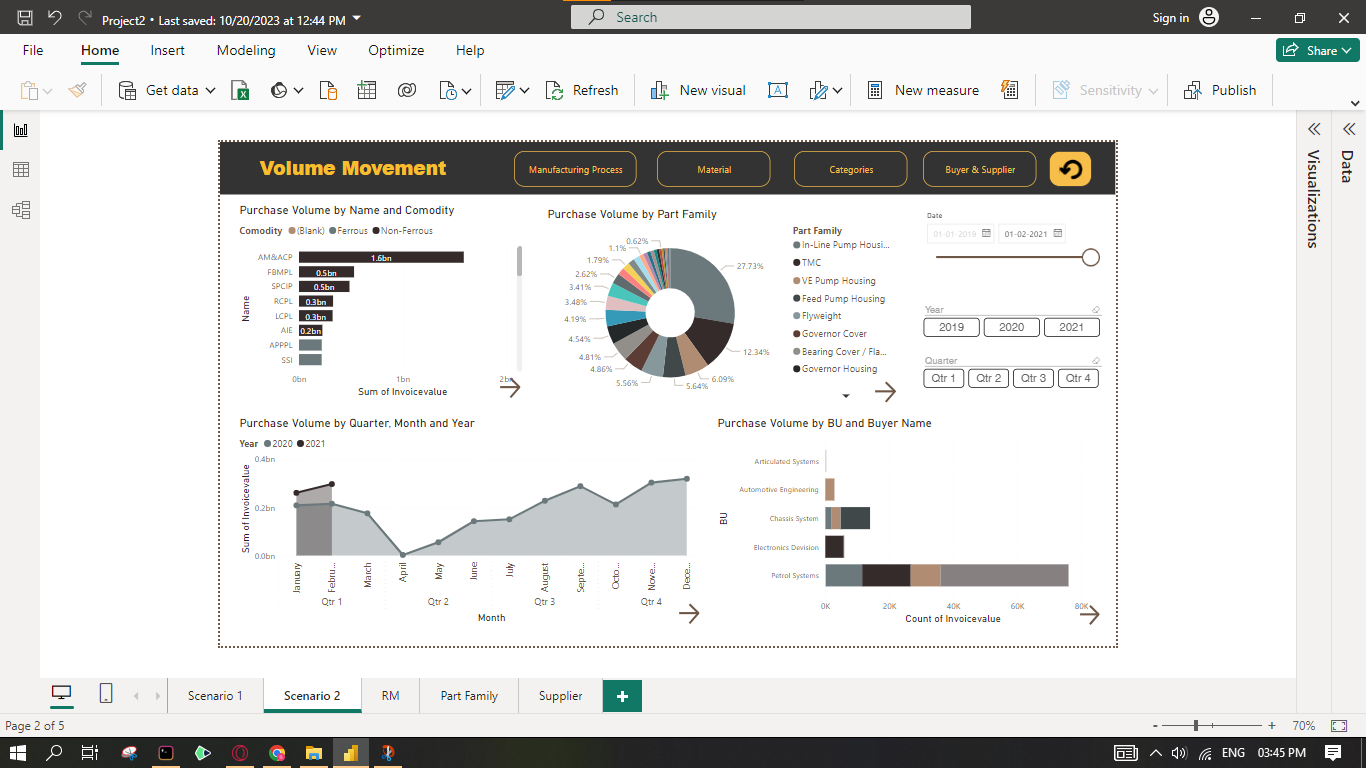 Project2 • Last saved: 10/20/2023 at 12:44 PM
Search
Sign in
File Home Insert Modeling View Optimize Help
Share
Get data
Refresh
New visual
New measure
Sensitivity
Publish
Volume Movement
Manufacturing Process
Material
Categories
Buyer & Supplier
Purchase Volume by Name and Comodity
Comodity (Blank) Ferrous Non-Ferrous
Name
AM&ACP 1.6bn
FBMPL 0.5bn
SPCIP 0.5bn
RCPL 0.3bn
LCPL 0.3bn
AIE 0.2bn
APPPL
SSI
0bn 1bn 2bn
Sum of Invoicevalue
Purchase Volume by Part Family
0.62%
1.1%
1.79%
2.62%
3.41%
3.48%
4.19%
4.54%
4.81%
4.86%
5.56%
5.64%
6.09%
12.34%
27.73%
Part Family
In-Line Pump Housi...
TMC
VE Pump Housing
Feed Pump Housing
Flyweight
Governor Cover
Bearing Cover / Fla...
Governor Housing
Date
01-01-2019 01-02-2021
Year
2019 2020 2021
Quarter
Qtr 1 Qtr 2 Qtr 3 Qtr 4
Purchase Volume by Quarter, Month and Year
Year 2020 2021
Sum of Invoicevalue
0.4bn
0.2bn
0.0bn
January Febru... March April May June July August Septe... Octo... Nove... Dece...
Qtr 1 Qtr 2 Qtr 3 Qtr 4
Month
Purchase Volume by BU and Buyer Name
BU
Articulated Systems
Automotive Engineering
Chassis System
Electronics Devision
Petrol Systems
0K 20K 40K 60K 80K
Count of Invoicevalue
Visualizations
Data
Scenario 1 Scenario 2 RM Part Family Supplier
Page 2 of 5
- + 70%
ENG 03:45 PM